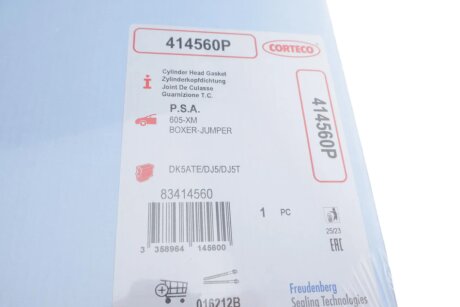 414560P
CORTECO
Cylinder Head Gasket
Zylinderkopfdichtung
Joint De Culasse
Guarnizione T.C.
P.S.A.
605-XM
BOXER-JUMPER
414560P
DK5ATE/DJ5/DJ5T
83414560
1 PC
3 358964 145600
25/23
EAC
016212B
Freudenberg
Sealing Technologies